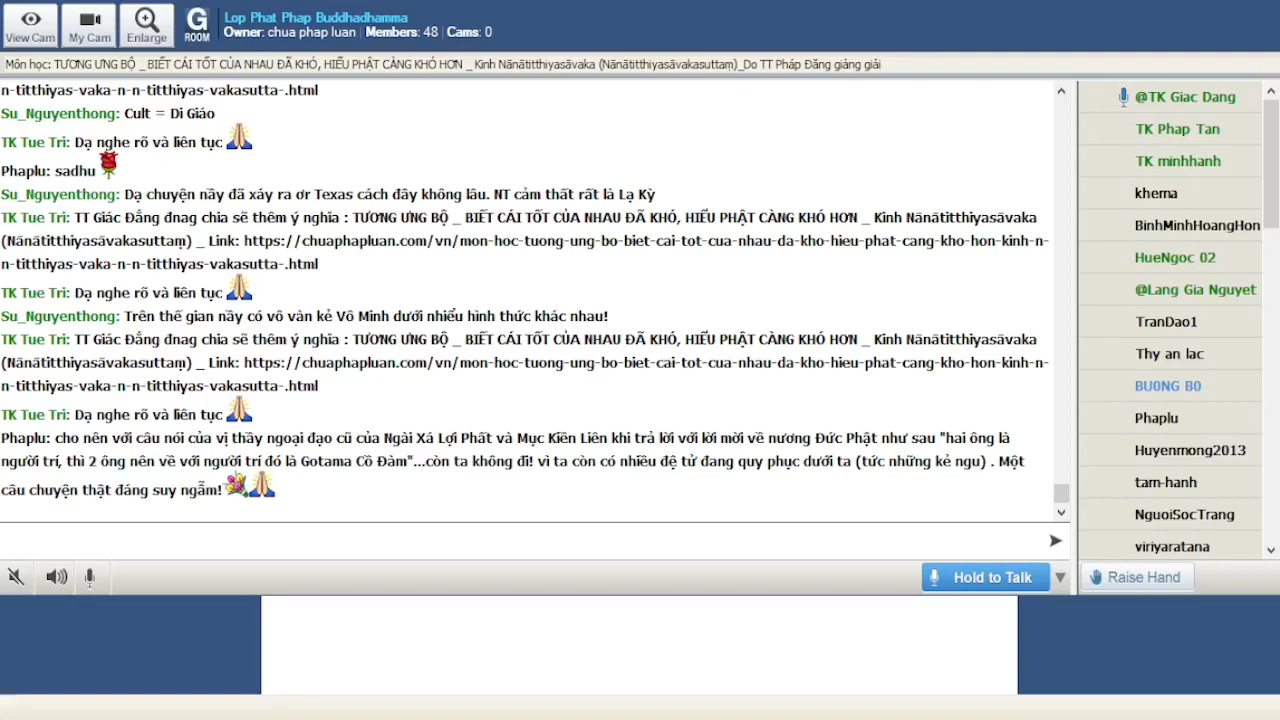 View Cam
My Cam
Enlarge
G
ROOM
Lop Phat Phap Buddhadhamma
Owner: chua phap luan | Members: 48 | Cams: 0
Môn học: TƯƠNG ƯNG BỘ _ BIẾT CÁI TỐT CỦA NHAU ĐÃ KHÓ, HIỂU PHẬT CÀNG KHÓ HƠN _ Kinh Nānātitthiyasāvaka (Nānātitthiyasāvakasuttaṃ)_Do TT Pháp Đăng giảng giải
n-titthiyas-vaka-n-n-titthiyas-vakasutta-.html
Su_Nguyenthong: Cult = Di Giáo
TK Tue Tri: Dạ nghe rõ và liên tục
Phaplu: sadhu
Su_Nguyenthong: Dạ chuyện nầy đã xáy ra ơr Texas cách đây không lâu. NT cảm thất rất là Lạ Kỳ
TK Tue Tri: TT Giác Đẳng đnag chia sẽ thêm ý nghia : TƯƠNG ƯNG BỘ _ BIẾT CÁI TỐT CỦA NHAU ĐÃ KHÓ, HIỂU PHẬT CÀNG KHÓ HƠN _ Kinh Nānātitthiyasāvaka
(Nānātitthiyasāvakasuttaṃ) _ Link: https://chuaphapluan.com/vn/mon-hoc-tuong-ung-bo-biet-cai-tot-cua-nhau-da-kho-hieu-phat-cang-kho-hon-kinh-n-
n-titthiyas-vaka-n-n-titthiyas-vakasutta-.html
TK Tue Tri: Dạ nghe rõ và liên tục
Su_Nguyenthong: Trên thế gian nầy có vô vàn kẻ Vô Minh dưới nhiều hình thức khác nhau!
TK Tue Tri: TT Giác Đẳng đnag chia sẽ thêm ý nghia : TƯƠNG ƯNG BỘ _ BIẾT CÁI TỐT CỦA NHAU ĐÃ KHÓ, HIỂU PHẬT CÀNG KHÓ HƠN _ Kinh Nānātitthiyasāvaka
(Nānātitthiyasāvakasuttaṃ) _ Link: https://chuaphapluan.com/vn/mon-hoc-tuong-ung-bo-biet-cai-tot-cua-nhau-da-kho-hieu-phat-cang-kho-hon-kinh-n-
n-titthiyas-vaka-n-n-titthiyas-vakasutta-.html
TK Tue Tri: Dạ nghe rõ và liên tục
Phaplu: cho nên với câu nói của vị thầy ngoại đạo cũ của Ngài Xá Lợi Phất và Mục Kiền Liên khi trả lời với lời mời về nương Đức Phật như sau "hai ông là
người trí, thì 2 ông nên về với người trí đó là Gotama Cồ Đàm"...còn ta không đi! vì ta còn có nhiều đệ tử đang quy phục dưới ta (tức những kẻ ngu) . Một
câu chuyện thật đáng suy ngẫm!
@TK Giac Dang
TK Phap Tan
TK minhhanh
khema
BinhMinhHoangHon
HueNgoc 02
@Lang Gia Nguyet
TranDao1
Thy an lac
BU0NG B0
Phaplu
Huyenmong2013
tam-hanh
NguoiSocTrang
viriyaratana
Hold to Talk
Raise Hand